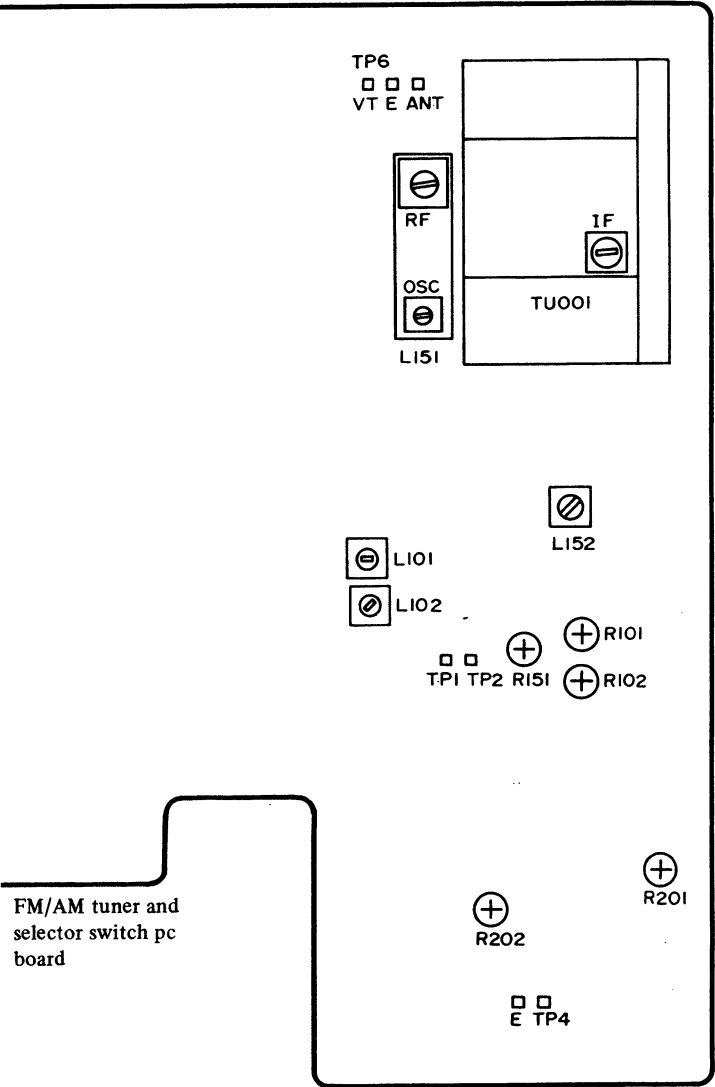 TP6
VT E ANT
RF
IF
OSC
TU001
L151
L152
L101
L102
R101
TP1 TP2 R151
R102
R201
R202
FM/AM tuner and
selector switch pc
board
E TP4